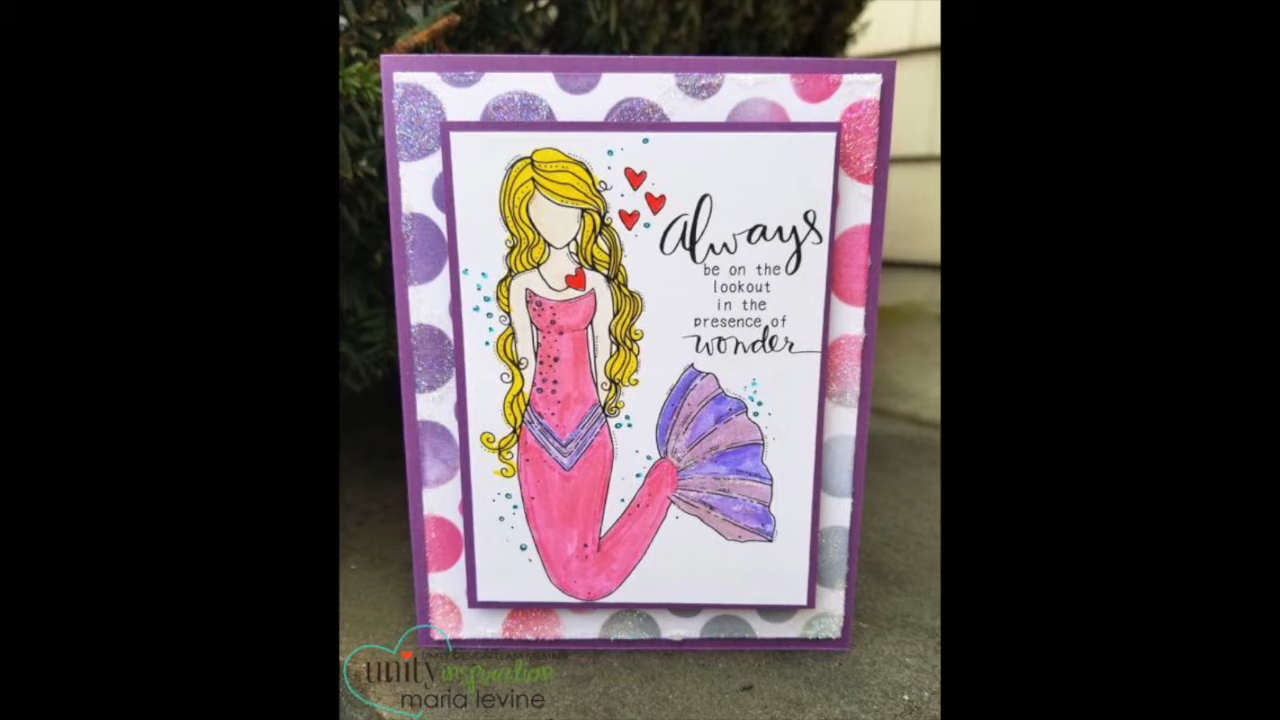 Always
be on the
lookout
in the
presence of
wonder
unity inspiration
maria levine